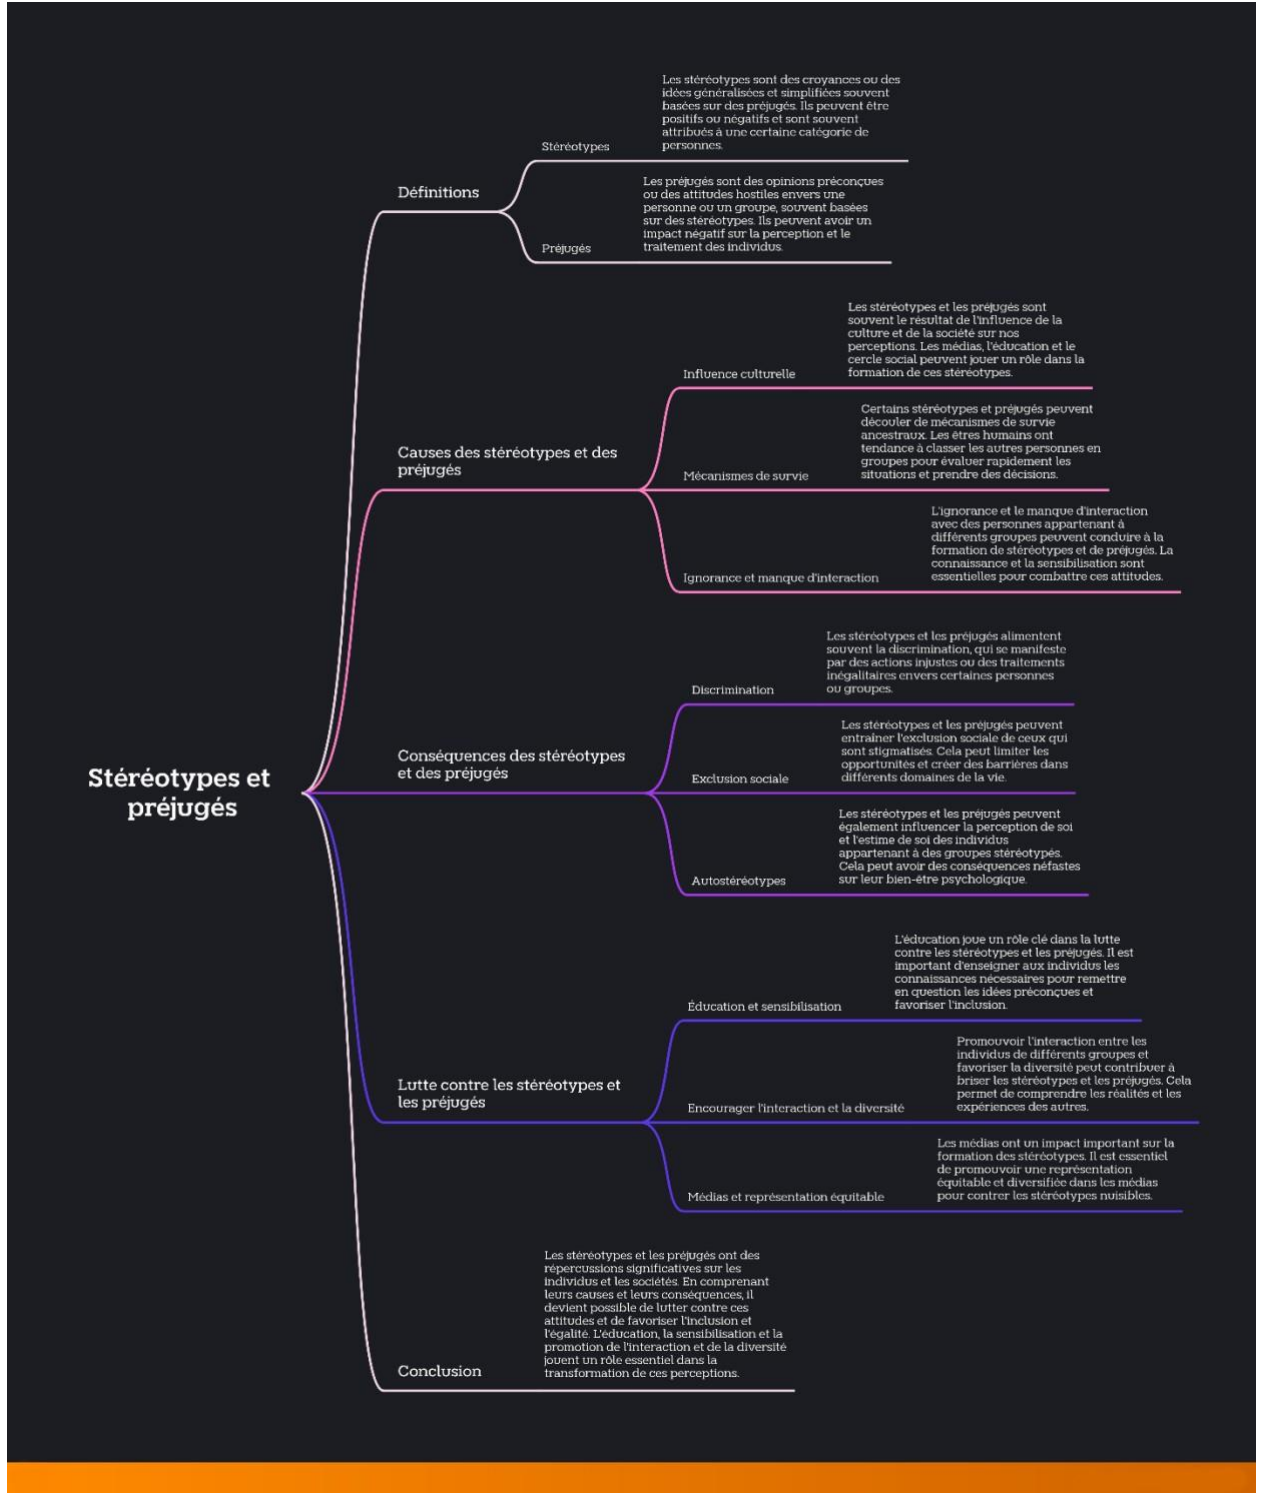 Stéréotypes et
préjugés
Définitions
Stéréotypes
Les stéréotypes sont des croyances ou des
idées généralisées et simplifiées souvent
basées sur des préjugés. Ils peuvent être
positifs ou négatifs et sont souvent
attribués à une certaine catégorie de
personnes.
Préjugés
Les préjugés sont des opinions préconçues
ou des attitudes hostiles envers une
personne ou un groupe, souvent basées
sur des stéréotypes. Ils peuvent avoir un
impact négatif sur la perception et le
traitement des individus.
Causes des stéréotypes et des
préjugés
Influence culturelle
Les stéréotypes et les préjugés sont
souvent le résultat de l'influence de la
culture et de la société sur nos
perceptions. Les médias, l'éducation et le
cercle social peuvent jouer un rôle dans la
formation de ces stéréotypes.
Mécanismes de survie
Certains stéréotypes et préjugés peuvent
découler de mécanismes de survie
ancestraux. Les êtres humains ont
tendance à classer les autres personnes en
groupes pour évaluer rapidement les
situations et prendre des décisions.
Ignorance et manque d'interaction
L'ignorance et le manque d'interaction
avec des personnes appartenant à
différents groupes peuvent conduire à la
formation de stéréotypes et de préjugés. La
connaissance et la sensibilisation sont
essentielles pour combattre ces attitudes.
Conséquences des stéréotypes
et des préjugés
Discrimination
Les stéréotypes et les préjugés alimentent
souvent la discrimination, qui se manifeste
par des actions injustes ou des traitements
inégalitaires envers certaines personnes
ou groupes.
Exclusion sociale
Les stéréotypes et les préjugés peuvent
entraîner l'exclusion sociale de ceux qui
sont stigmatisés. Cela peut limiter les
opportunités et créer des barrières dans
différents domaines de la vie.
Autostéréotypes
Les stéréotypes et les préjugés peuvent
également influencer la perception de soi
et l'estime de soi des individus
appartenant à des groupes stéréotypés.
Cela peut avoir des conséquences néfastes
sur leur bien-être psychologique.
Lutte contre les stéréotypes et
les préjugés
Éducation et sensibilisation
L'éducation joue un rôle clé dans la lutte
contre les stéréotypes et les préjugés. Il est
important d'enseigner aux individus les
connaissances nécessaires pour remettre
en question les idées préconçues et
favoriser l'inclusion.
Encourager l'interaction et la diversité
Promouvoir l'interaction entre les
individus de différents groupes et
favoriser la diversité peut contribuer à
briser les stéréotypes et les préjugés. Cela
permet de comprendre les réalités et les
expériences des autres.
Médias et représentation équitable
Les médias ont un impact important sur la
formation des stéréotypes. Il est essentiel
de promouvoir une représentation
équitable et diversifiée dans les médias
pour contrer les stéréotypes nuisibles.
Conclusion
Les stéréotypes et les préjugés ont des
répercussions significatives sur les
individus et les sociétés. En comprenant
leurs causes et leurs conséquences, il
devient possible de lutter contre ces
attitudes et de favoriser l'inclusion et
l'égalité. L'éducation, la sensibilisation et la
promotion de l'interaction et de la diversité
jouent un rôle essentiel dans la
transformation de ces perceptions.